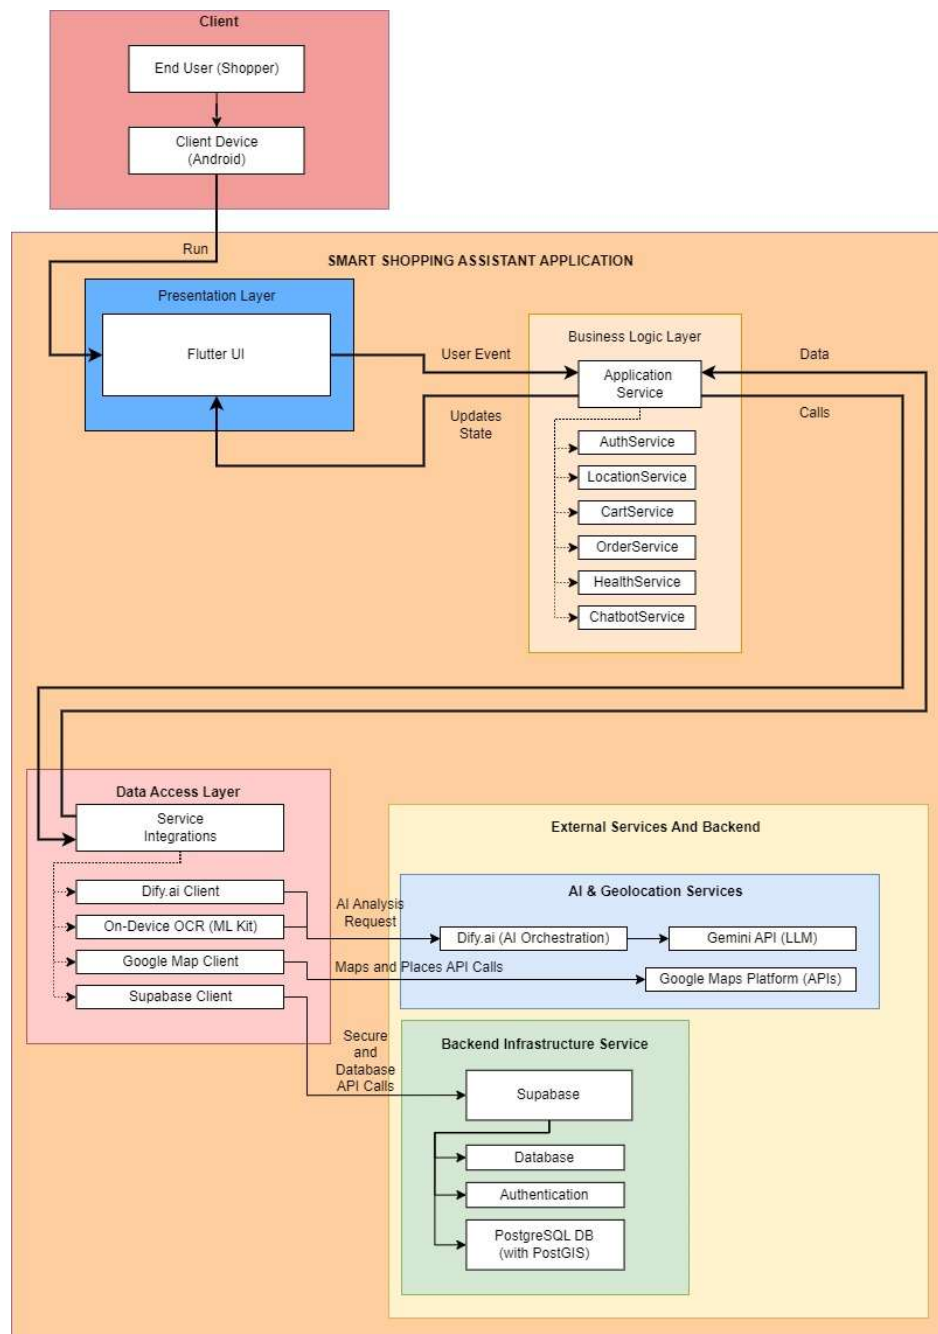 Client
End User (Shopper)
Client Device
(Android)
Run
SMART SHOPPING ASSISTANT APPLICATION
Presentation Layer
Flutter UI
User Event
Updates
State
Business Logic Layer
Application
Service
AuthService
LocationService
CartService
OrderService
HealthService
ChatbotService
Data
Calls
Data Access Layer
Service
Integrations
Dify.ai Client
On-Device OCR (ML Kit)
Google Map Client
Supabase Client
AI Analysis
Request
Maps and Places API Calls
Secure
and
Database
API Calls
External Services And Backend
AI & Geolocation Services
Dify.ai (AI Orchestration)
Gemini API (LLM)
Google Maps Platform (APIs)
Backend Infrastructure Service
Supabase
Database
Authentication
PostgreSQL DB
(with PostGIS)